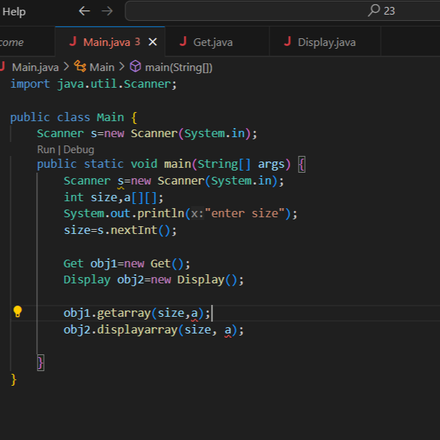 Help
23
come
Main.java 3
Get.java
Display.java
Main.java > Main > main(String[])
import java.util.Scanner;
public class Main {
Scanner s=new Scanner(System.in);
Run | Debug
public static void main(String[] args) {
Scanner s=new Scanner(System.in);
int size,a[][];
System.out.println(x:"enter size");
size=s.nextInt();
Get obj1=new Get();
Display obj2=new Display();
obj1.getarray(size,a);
obj2.displayarray(size, a);
}
}